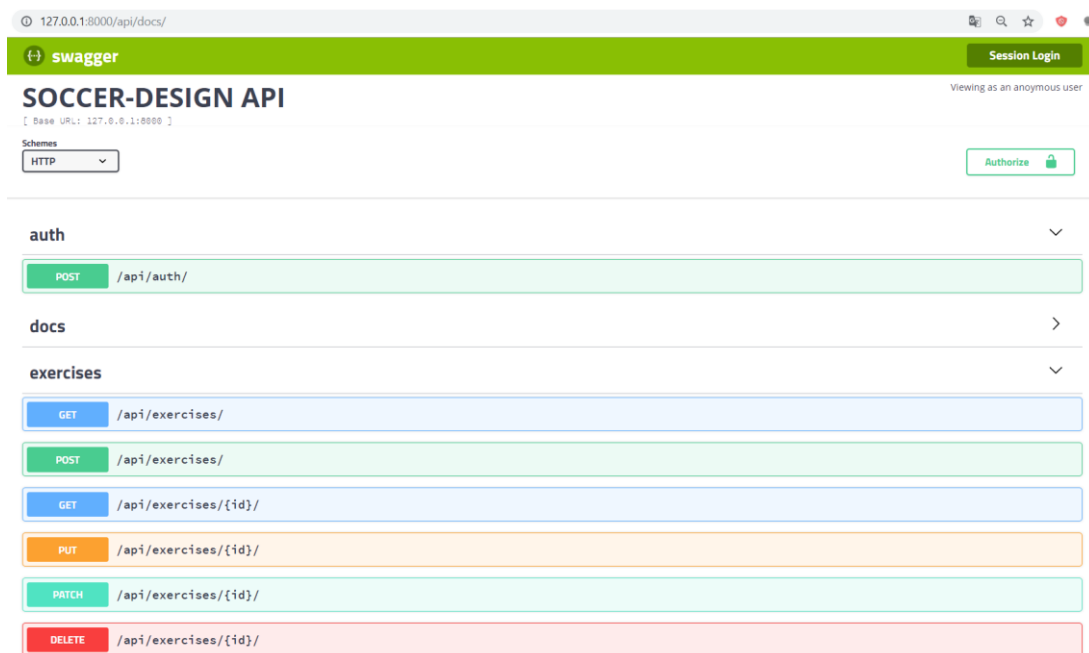 127.0.0.1:8000/api/docs/
swagger
Session Login
SOCCER-DESIGN API
Viewing as an anoymous user
[ Base URL: 127.0.0.1:8000 ]
Schemes
HTTP
Authorize
auth
POST /api/auth/
docs
exercises
GET /api/exercises/
POST /api/exercises/
GET /api/exercises/{id}/
PUT /api/exercises/{id}/
PATCH /api/exercises/{id}/
DELETE /api/exercises/{id}/